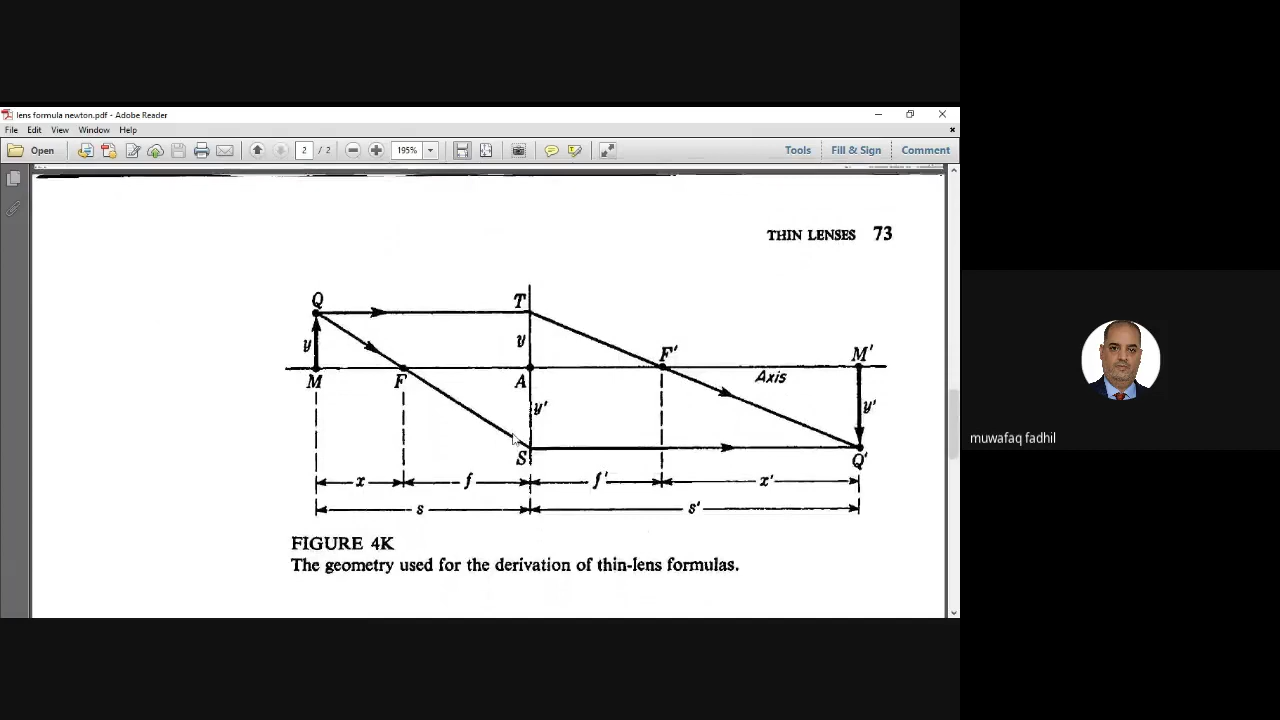 lens formula newton.pdf - Adobe Reader
File Edit View Window Help
Open 2 / 2 195% Tools Fill & Sign Comment
THIN LENSES 73
Q T
y y F' M'
M F A Axis
y' y'
S Q'
x f f' x'
s s'
FIGURE 4K
The geometry used for the derivation of thin-lens formulas.
muwafaq fadhil